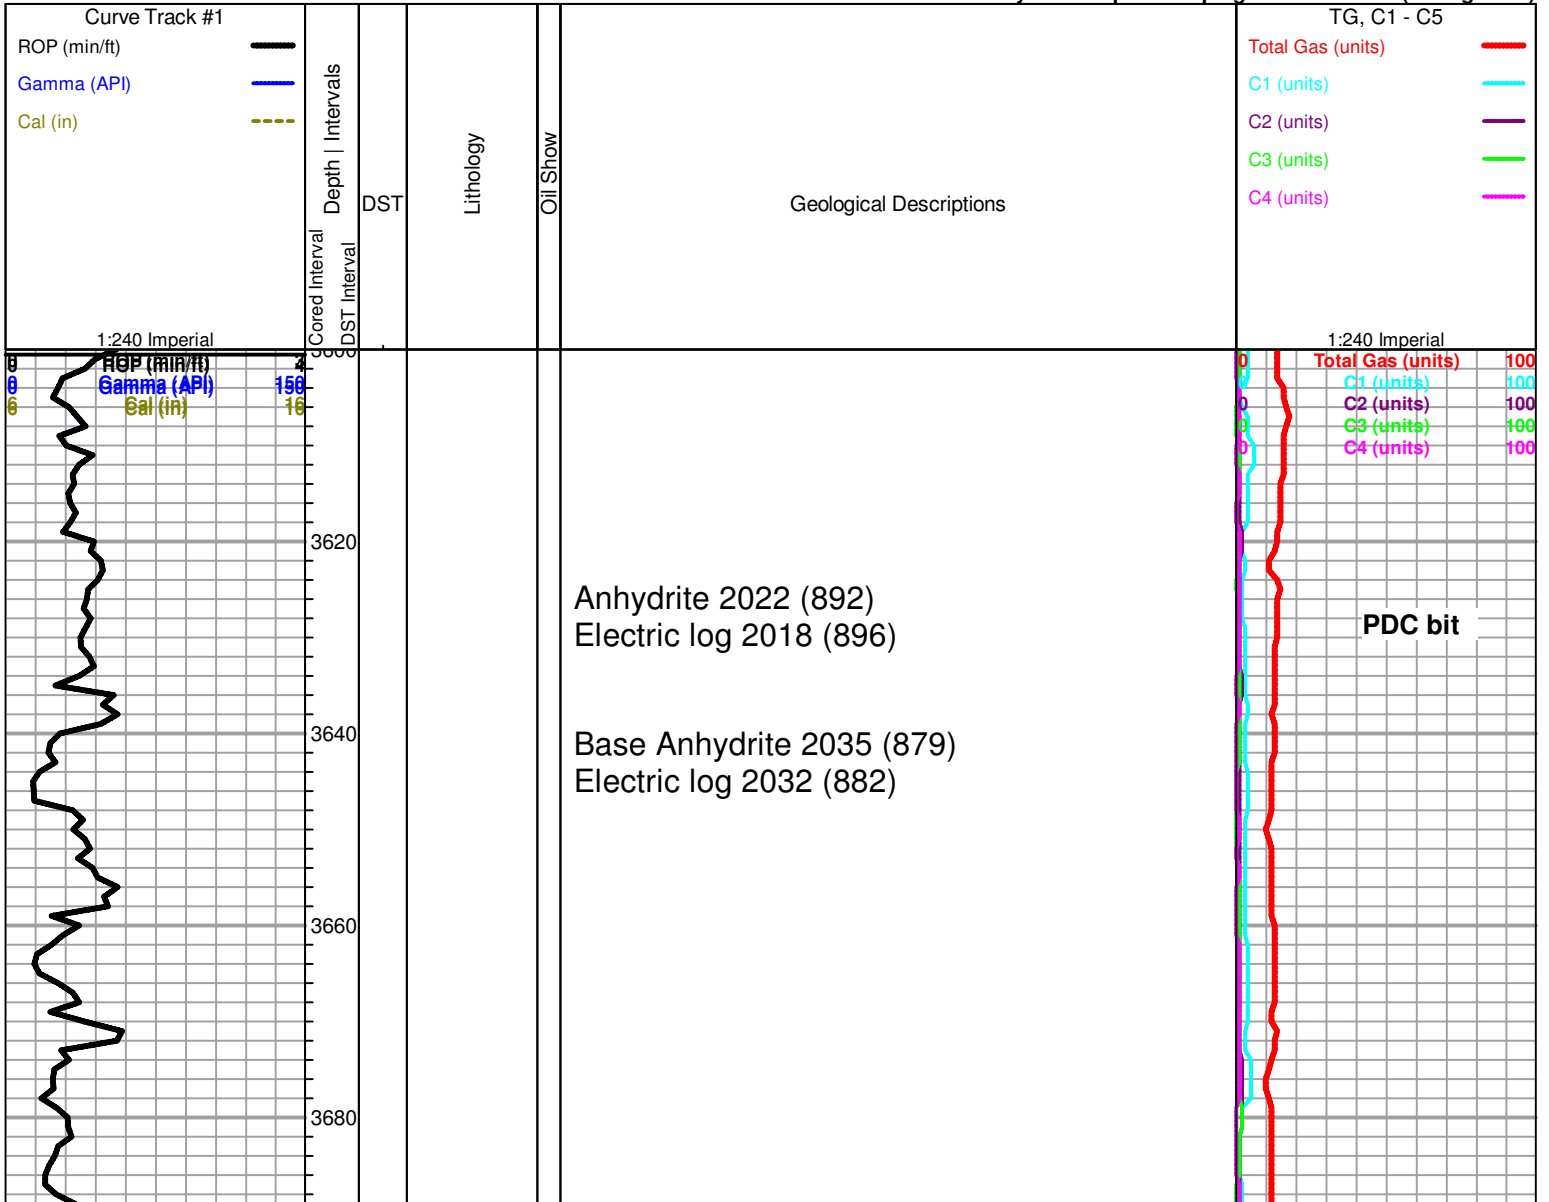 Curve Track #1
ROP (min/ft)
Gamma (API)
Cal (in)
1:240 Imperial
Depth | Intervals
Cored Interval
DST Interval
DST
Lithology
Oil Show
Geological Descriptions
TG, C1 - C5
Total Gas (units)
C1 (units)
C2 (units)
C3 (units)
C4 (units)
1:240 Imperial
0 ROP (min/ft)
0 Gamma (API) 150
6 Cal (in) 16
3600
0 Total Gas (units) 100
C1 (units) 100
0 C2 (units) 100
0 C3 (units) 100
0 C4 (units) 100
3620
Anhydrite 2022 (892)
Electric log 2018 (896)
PDC bit
3640
Base Anhydrite 2035 (879)
Electric log 2032 (882)
3660
3680